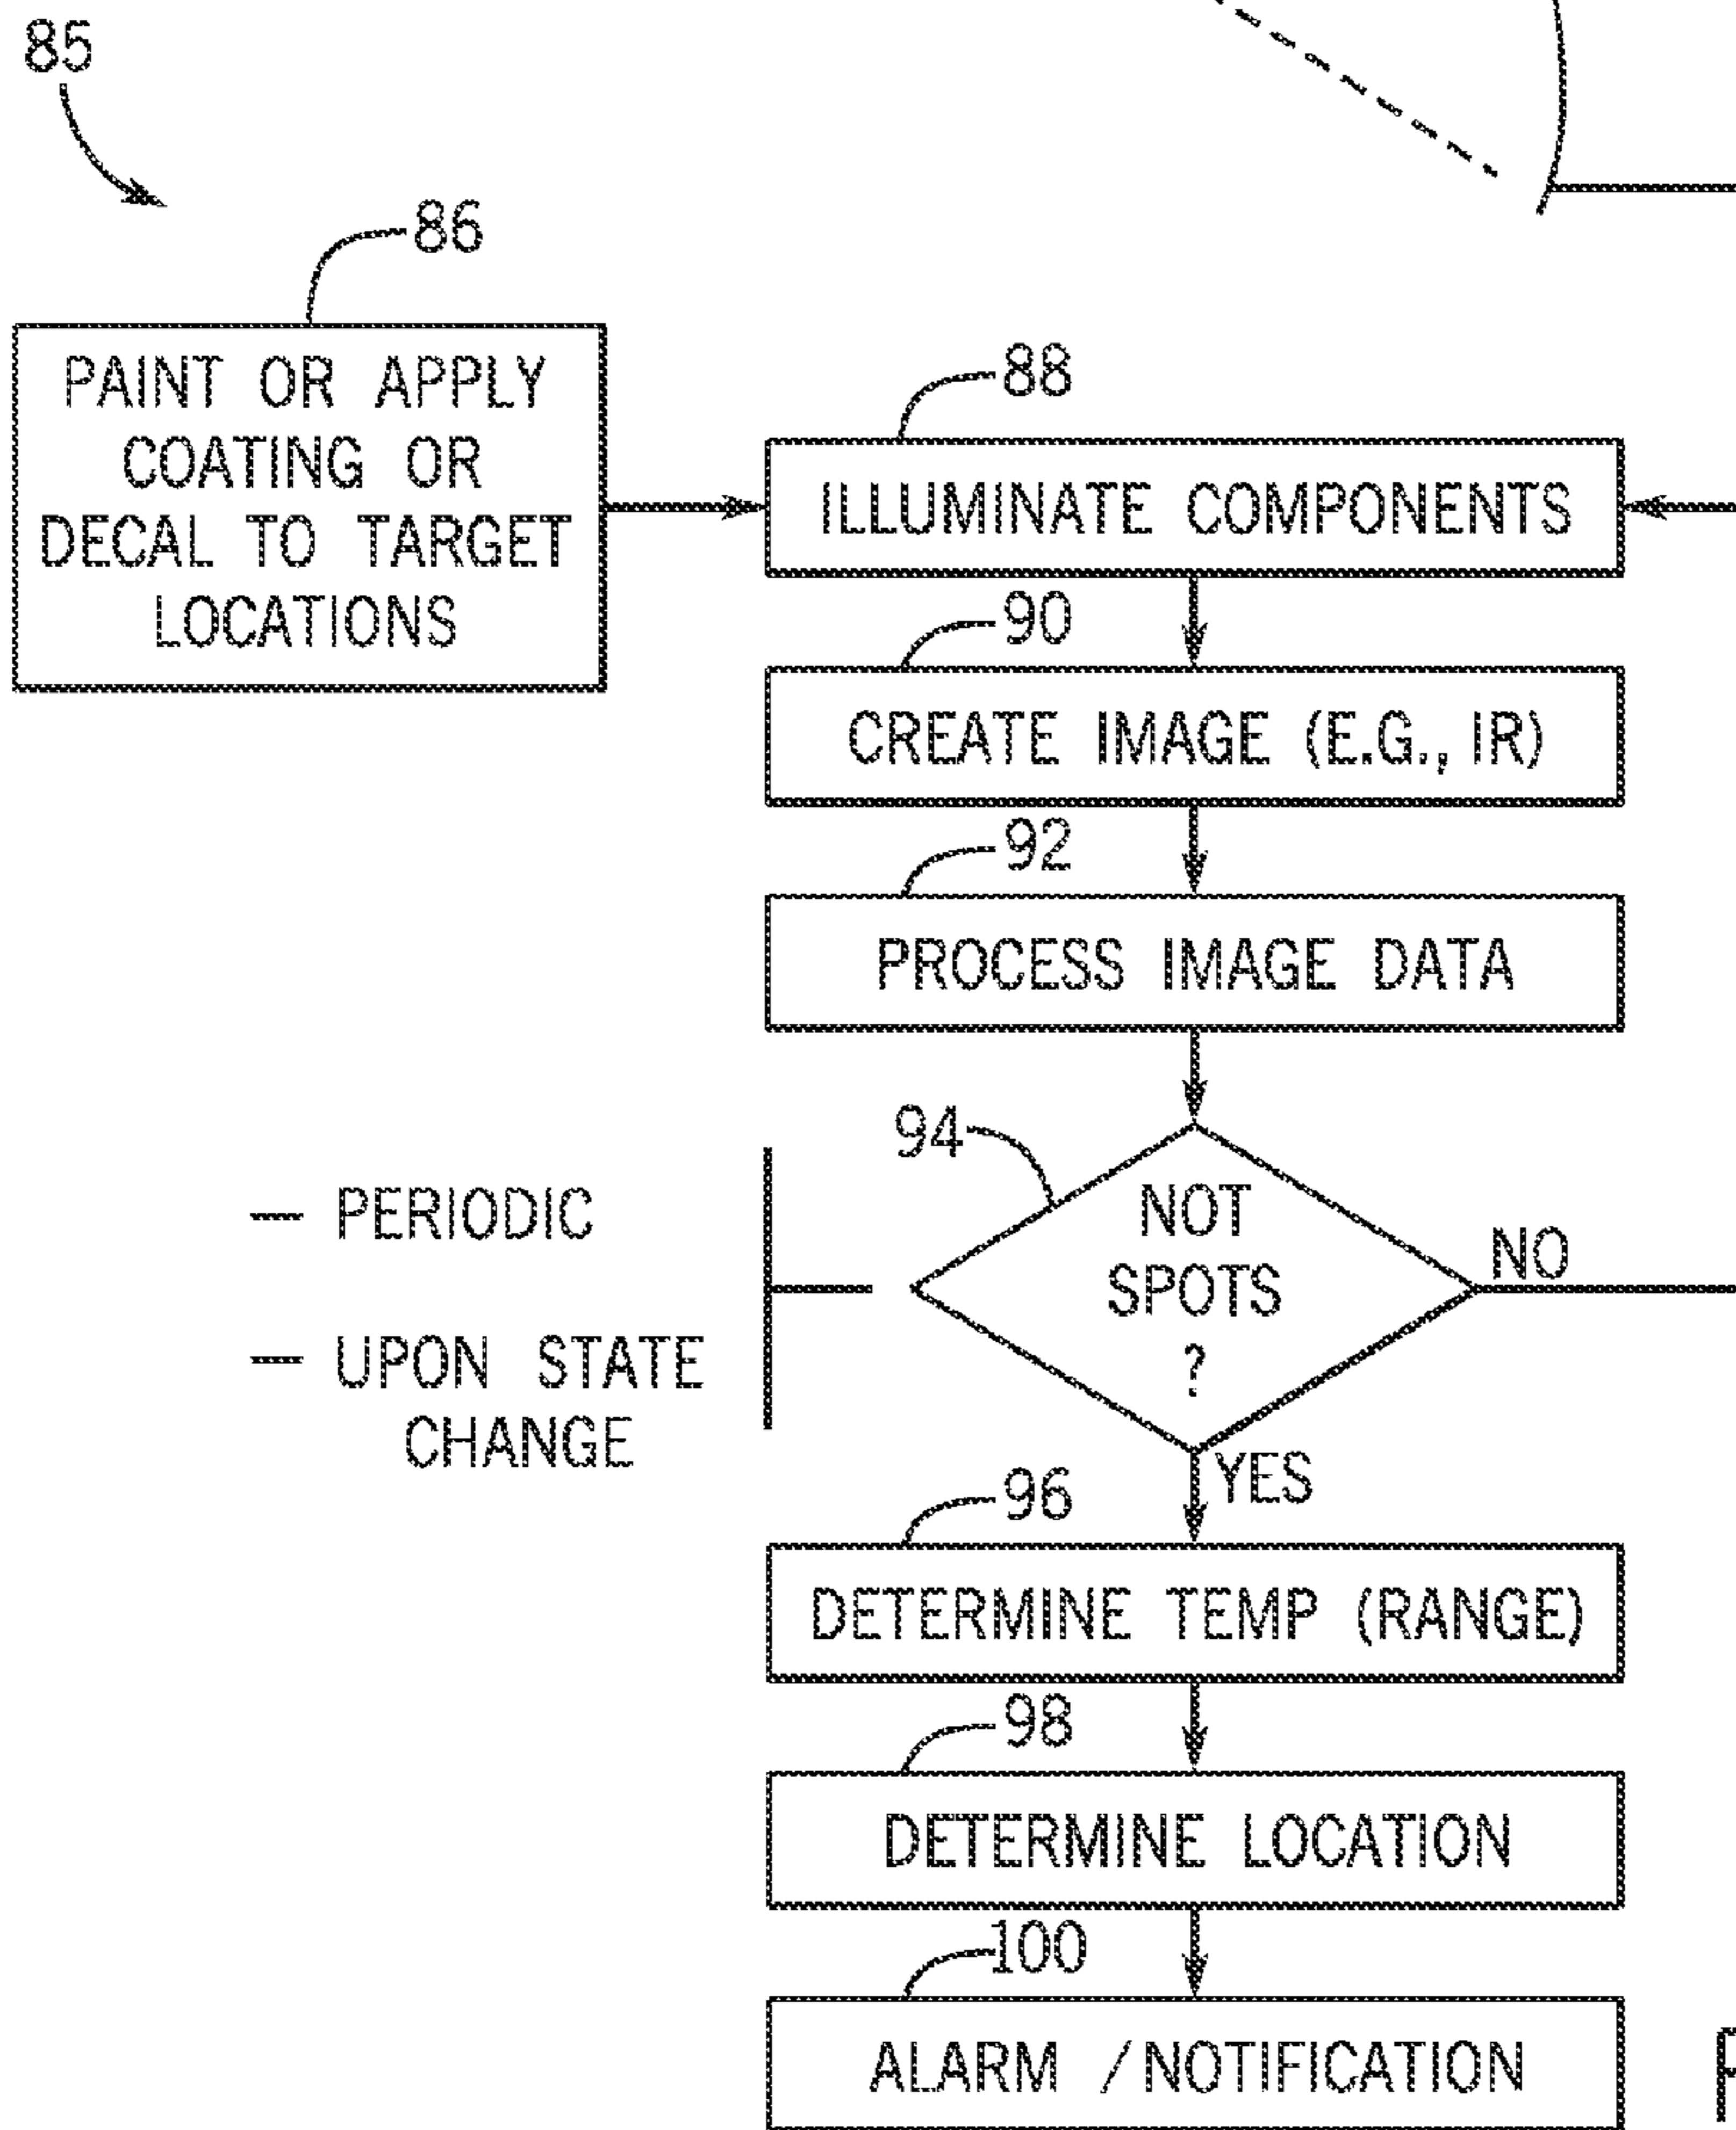 85
86
PAINT OR APPLY
COATING OR
DECAL TO TARGET
LOCATIONS
88
ILLUMINATE COMPONENTS
90
CREATE IMAGE (E.G., IR)
92
PROCESS IMAGE DATA
94
NOT
SPOTS
?
NO
YES
— PERIODIC
— UPON STATE
CHANGE
96
DETERMINE TEMP (RANGE)
98
DETERMINE LOCATION
100
ALARM / NOTIFICATION